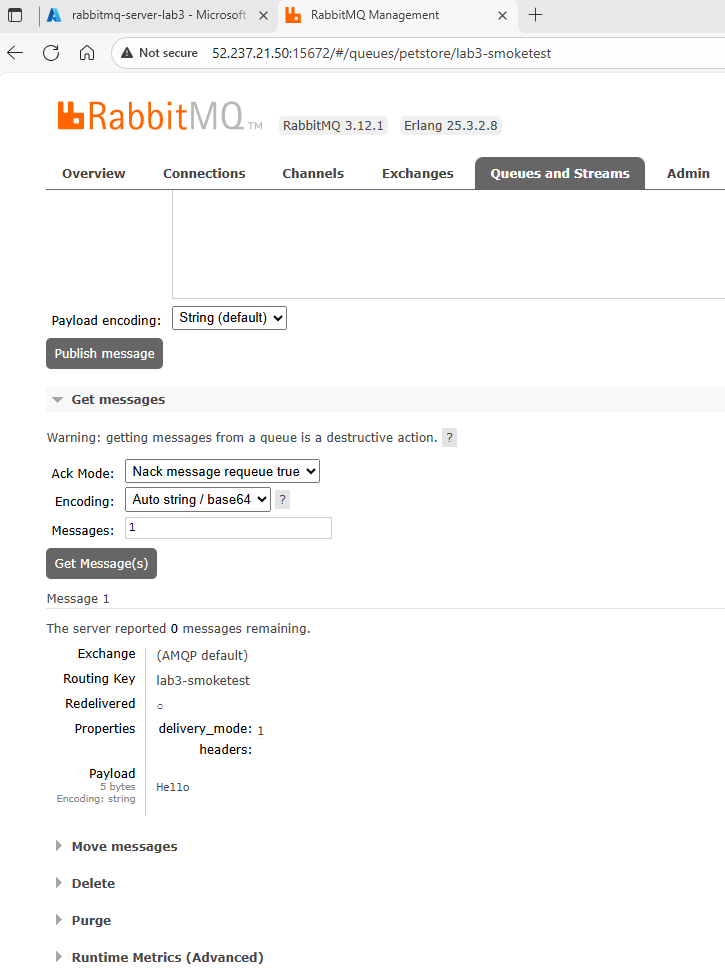 rabbitmq-server-lab3 - Microsoft
RabbitMQ Management
Not secure 52.237.21.50:15672/#/queues/petstore/lab3-smoketest
RabbitMQ TM RabbitMQ 3.12.1 Erlang 25.3.2.8
Overview Connections Channels Exchanges Queues and Streams Admin
Payload encoding: String (default)
Publish message
Get messages
Warning: getting messages from a queue is a destructive action. ?
Ack Mode: Nack message requeue true
Encoding: Auto string / base64 ?
Messages: 1
Get Message(s)
Message 1
The server reported 0 messages remaining.
Exchange (AMQP default)
Routing Key lab3-smoketest
Redelivered ○
Properties delivery_mode: 1
headers:
Payload
5 bytes
Encoding: string
Hello
Move messages
Delete
Purge
Runtime Metrics (Advanced)